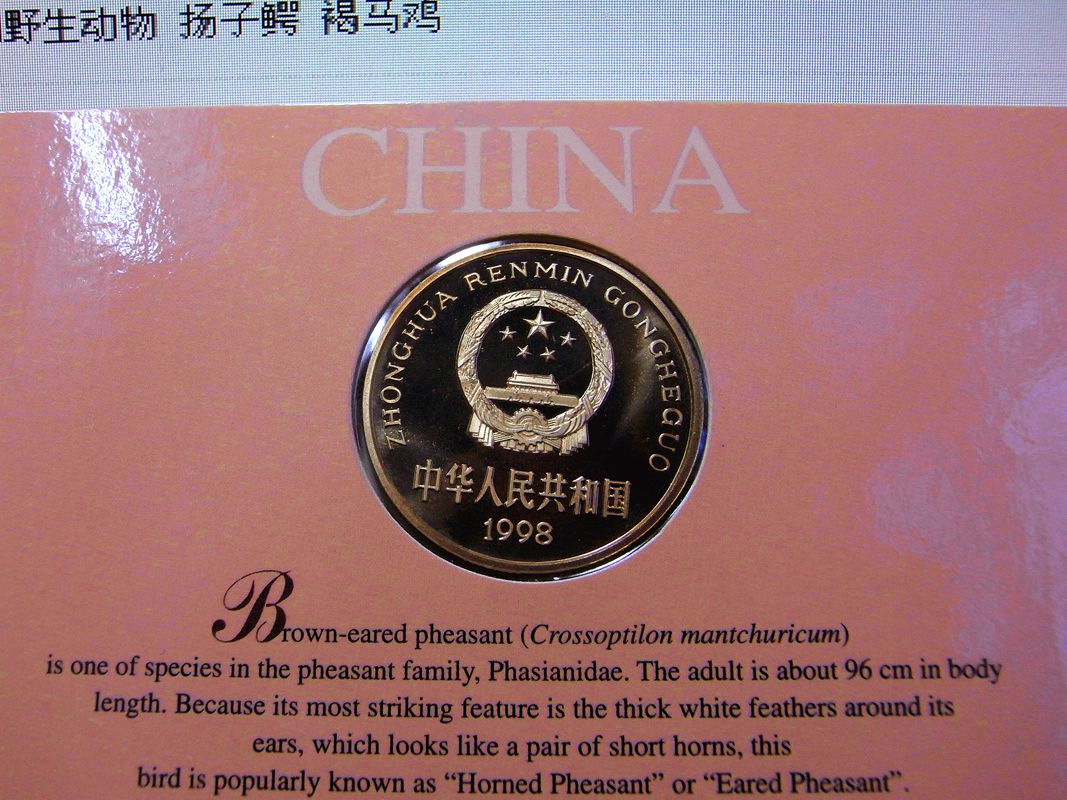 野生动物 扬子鳄 褐马鸡
CHINA
ZHONGHUA RENMIN GONGHEGUO
中华人民共和国
1998
Brown-eared pheasant (Crossoptilon mantchuricum)
is one of species in the pheasant family, Phasianidae. The adult is about 96 cm in body
length. Because its most striking feature is the thick white feathers around its
ears, which looks like a pair of short horns, this
bird is popularly known as “Horned Pheasant” or “Eared Pheasant”.